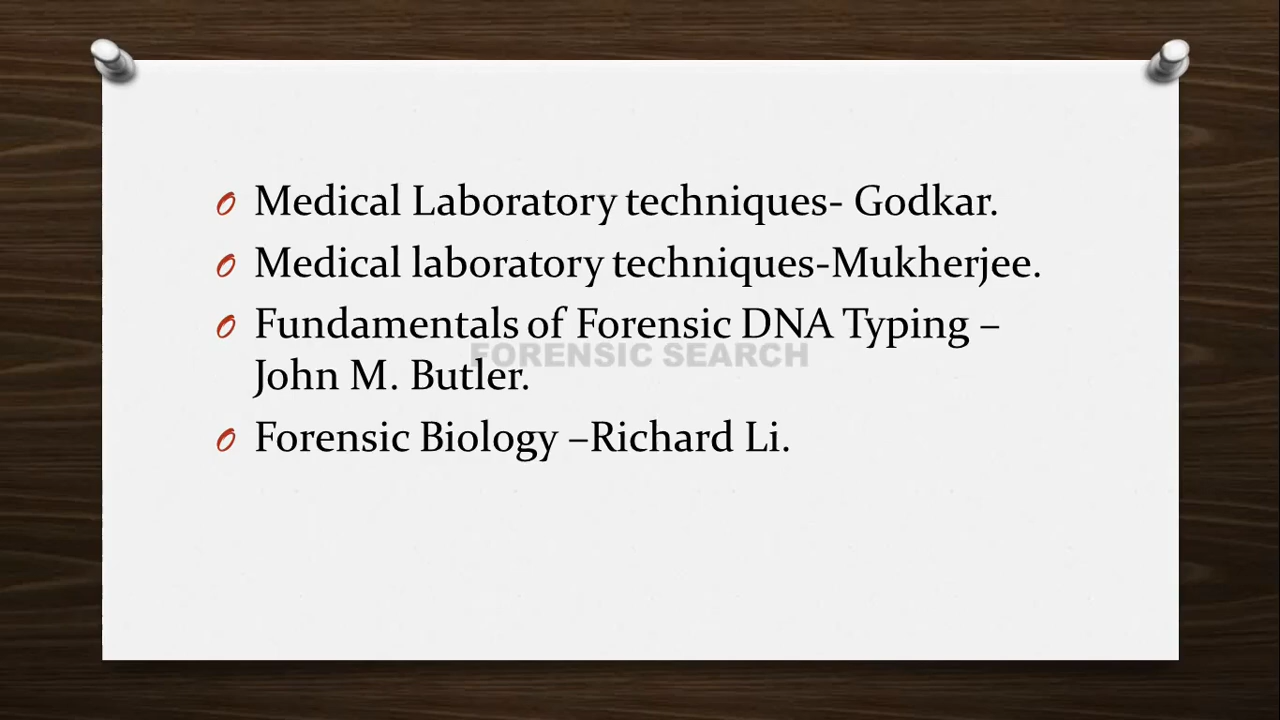 Medical Laboratory techniques- Godkar.
Medical laboratory techniques-Mukherjee.
Fundamentals of Forensic DNA Typing –
FORENSIC SEARCH
John M. Butler.
Forensic Biology –Richard Li.